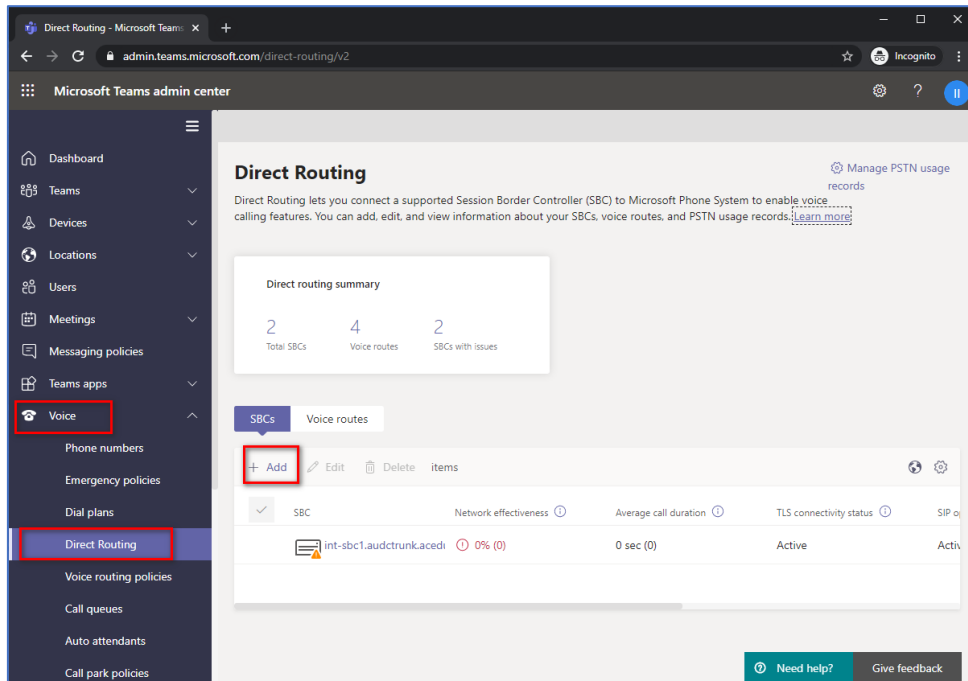 Direct Routing - Microsoft Teams
admin.teams.microsoft.com/direct-routing/v2
Incognito
Microsoft Teams admin center
?
II
Dashboard
Teams
Devices
Locations
Users
Meetings
Messaging policies
Teams apps
Voice
Phone numbers
Emergency policies
Dial plans
Direct Routing
Voice routing policies
Call queues
Auto attendants
Call park policies
Direct Routing
Manage PSTN usage
records
Direct Routing lets you connect a supported Session Border Controller (SBC) to Microsoft Phone System to enable voice
calling features. You can add, edit, and view information about your SBCs, voice routes, and PSTN usage records. Learn more
Direct routing summary
2 4 2
Total SBCs Voice routes SBCs with issues
SBCs Voice routes
+ Add Edit Delete items
SBC Network effectiveness Average call duration TLS connectivity status SIP
int-sbc1.audctrunk.aced 0% (0) 0 sec (0) Active Activ
Need help? Give feedback